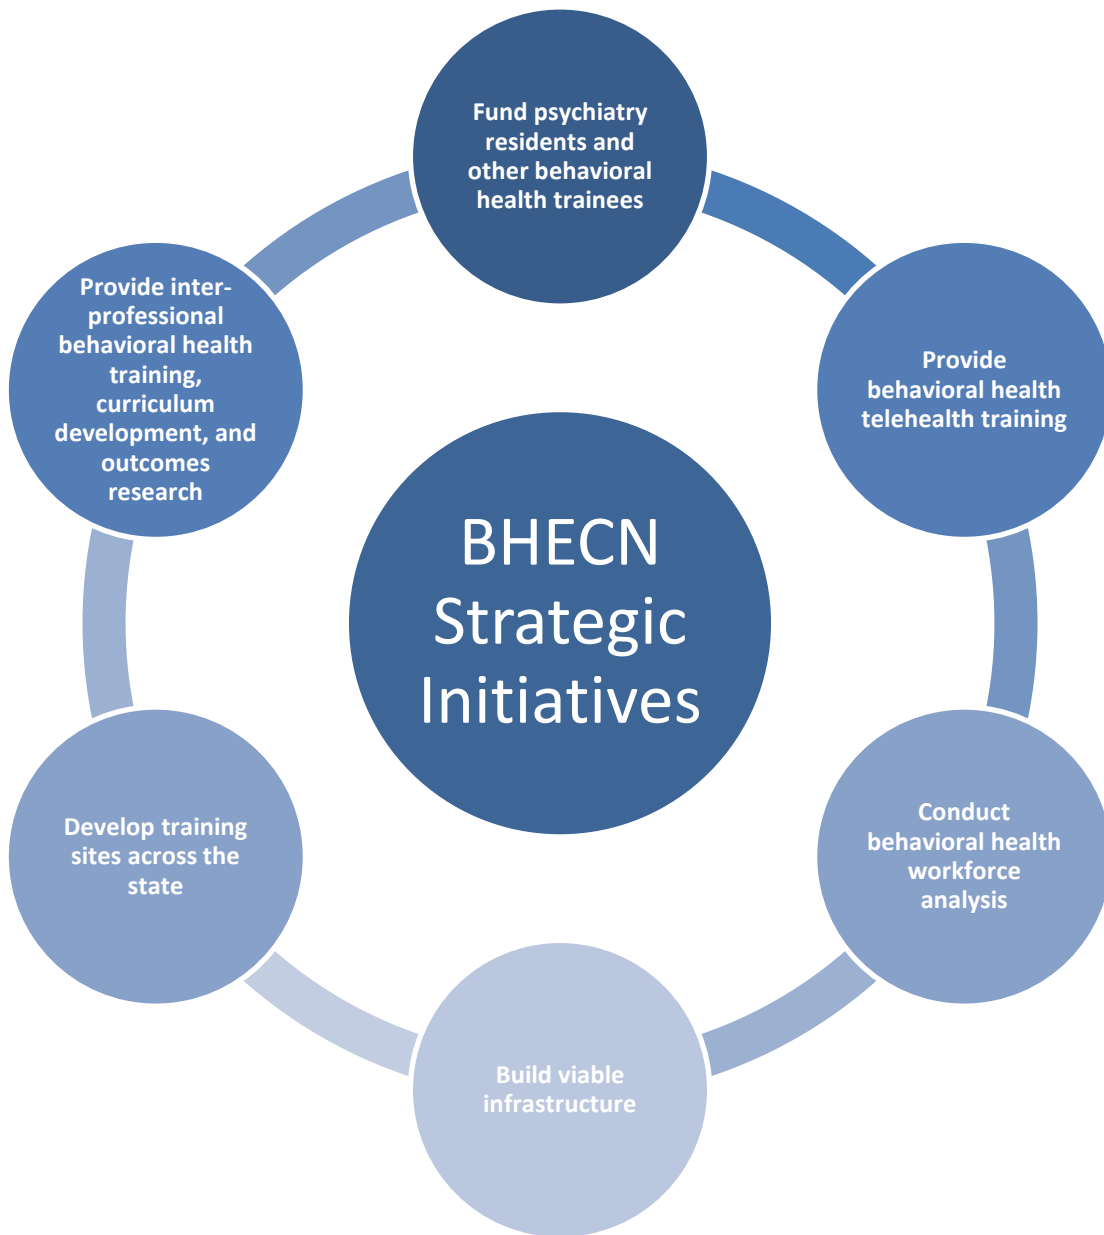 Fund psychiatry
residents and
other behavioral
health trainees
Provide behavioral health
telehealth training
Conduct
behavioral health
workforce
analysis
Build viable
infrastructure
Develop training
sites across the
state
Provide inter-
professional
behavioral health
training,
curriculum
development, and
outcomes
research
BHECN
Strategic
Initiatives